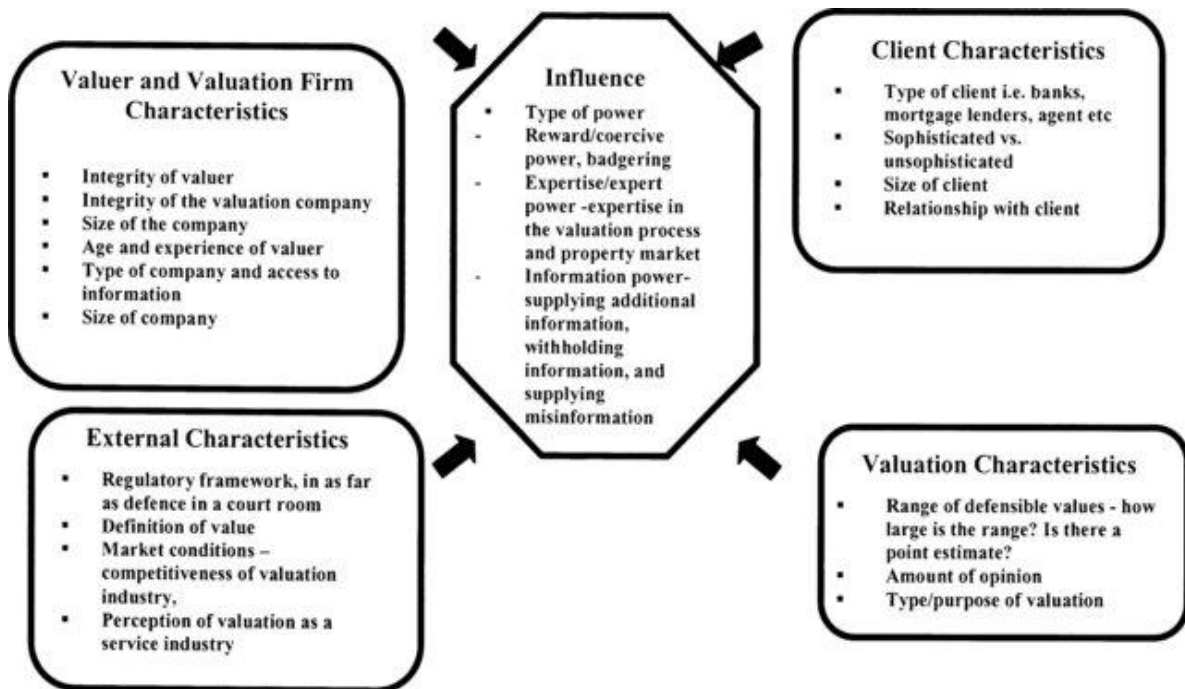 Valuer and Valuation Firm
Characteristics
▪ Integrity of valuer
▪ Integrity of the valuation company
▪ Size of the company
▪ Age and experience of valuer
▪ Type of company and access to
information
▪ Size of company
Influence
▪ Type of power
- Reward/coercive
power, badgering
- Expertise/expert
power -expertise in
the valuation process
and property market
- Information power-
supplying additional
information,
withholding
information, and
supplying
misinformation
Client Characteristics
▪ Type of client i.e. banks,
mortgage lenders, agent etc
▪ Sophisticated vs.
unsophisticated
▪ Size of client
▪ Relationship with client
External Characteristics
▪ Regulatory framework, in as far
as defence in a court room
▪ Definition of value
▪ Market conditions –
competitiveness of valuation
industry,
▪ Perception of valuation as a
service industry
Valuation Characteristics
▪ Range of defensible values - how
large is the range? Is there a
point estimate?
▪ Amount of opinion
▪ Type/purpose of valuation